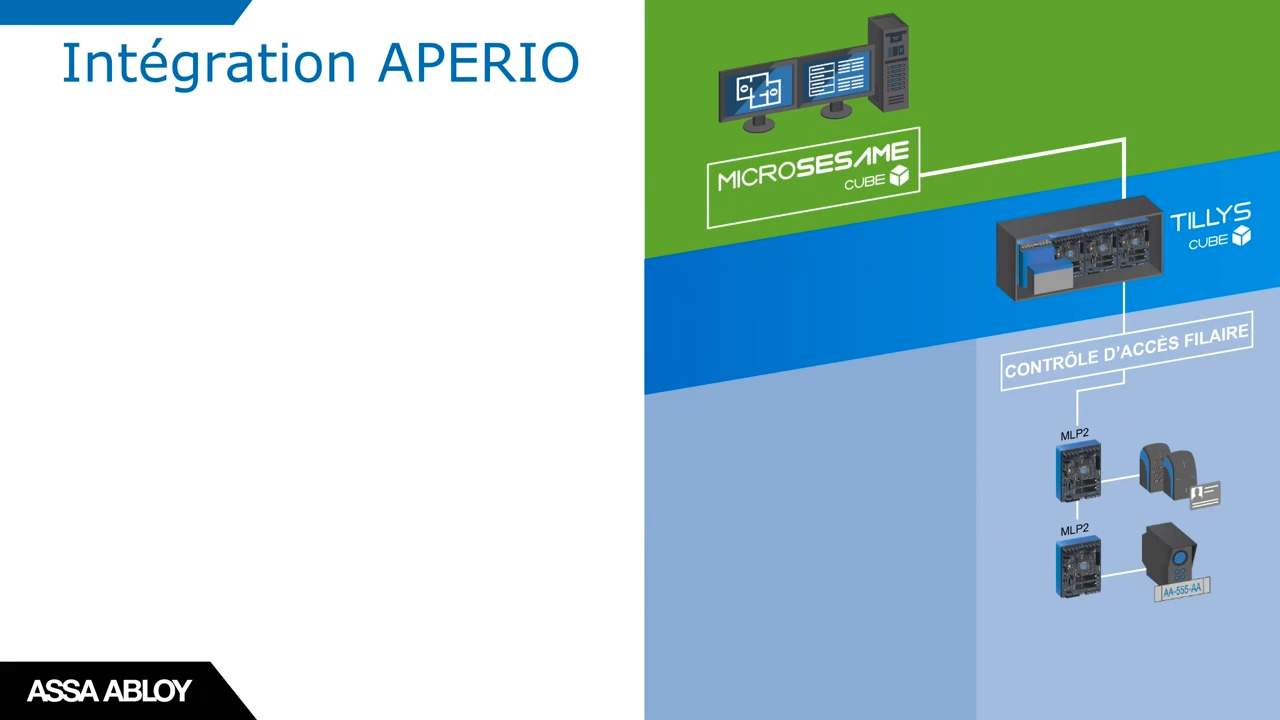 Intégration APERIO
MICROSESAME
CUBE
TILLYS
CUBE
CONTRÔLE D'ACCÈS FILAIRE
MLP2
MLP2
AA-555-AA
ASSA ABLOY